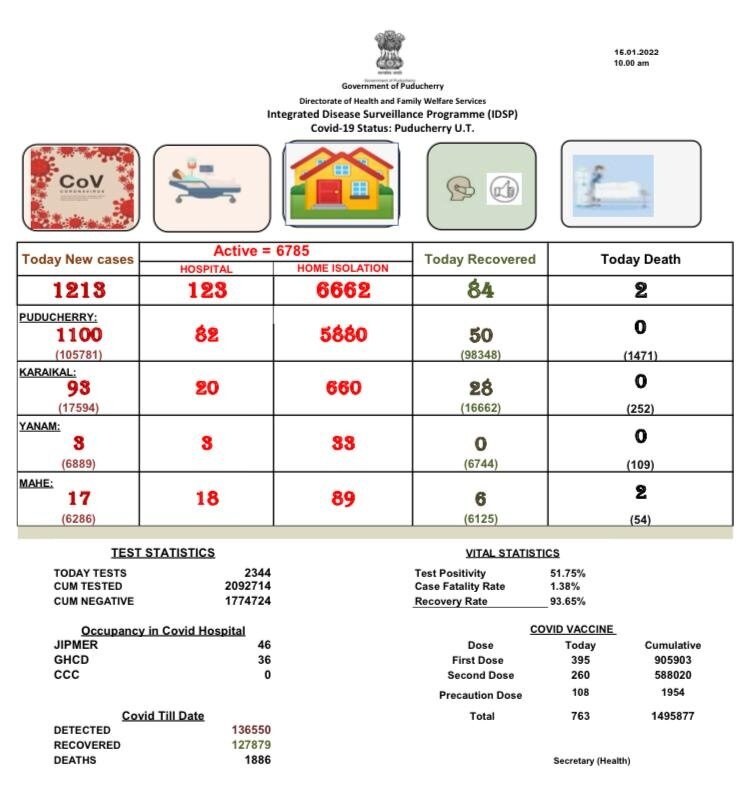 16.01.2022
10.00 am
Government of Puducherry
Government of Puducherry
Directorate of Health and Family Welfare Services
Integrated Disease Surveillance Programme (IDSP)
Covid-19 Status: Puducherry U.T.
CoV
CORONAVIRUS
Today New cases
Active = 6785
HOSPITAL
HOME ISOLATION
Today Recovered
Today Death
1213 123 6662 84 2
PUDUCHERRY:
1100 82 5880 50 0
(105781) (98348) (1471)
KARAIKAL:
93 20 660 28 0
(17594) (16662) (252)
YANAM:
3 3 33 0 0
(6889) (6744) (109)
MAHE:
17 18 89 6 2
(6286) (6125) (54)
TEST STATISTICS
TODAY TESTS 2344
CUM TESTED 2092714
CUM NEGATIVE 1774724
VITAL STATISTICS
Test Positivity 51.75%
Case Fatality Rate 1.38%
Recovery Rate 93.65%
Occupancy in Covid Hospital
JIPMER 46
GHCD 36
CCC 0
COVID VACCINE
Dose Today Cumulative
First Dose 395 905903
Second Dose 260 588020
Precaution Dose 108 1954
Total 763 1495877
Covid Till Date
DETECTED 136550
RECOVERED 127879
DEATHS 1886
Secretary (Health)